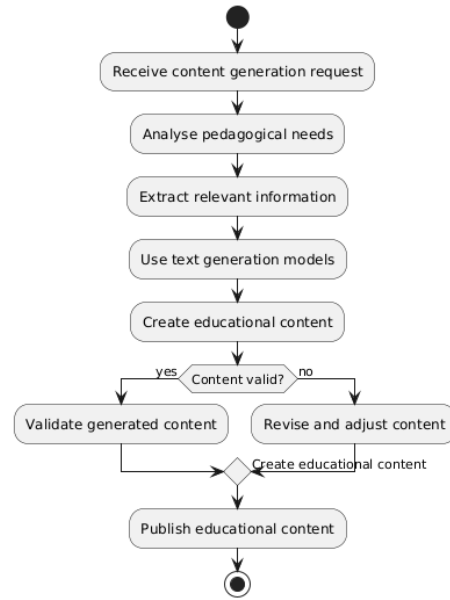 Receive content generation request
Analyse pedagogical needs
Extract relevant information
Use text generation models
Create educational content
yes
Content valid?
no
Validate generated content
Revise and adjust content
Create educational content
Publish educational content